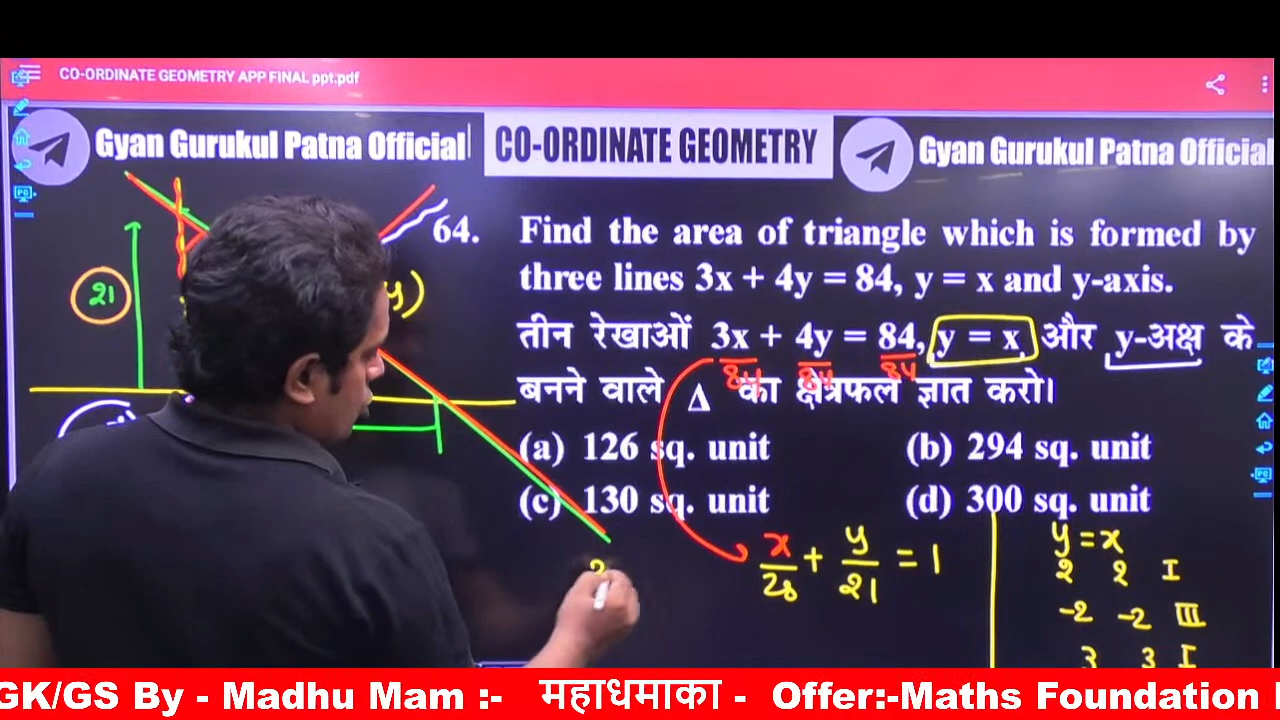 CO-ORDINATE GEOMETRY APP FINAL ppt.pdf
Gyan Gurukul Patna Official
CO-ORDINATE GEOMETRY
Gyan Gurukul Patna Official
64. Find the area of triangle which is formed by
three lines 3x + 4y = 84, y = x and y-axis.
तीन रेखाओं 3x + 4y = 84, y = x और y-अक्ष के
84 84 84
बनने वाले Δ का क्षेत्रफल ज्ञात करो।
(a) 126 sq. unit (b) 294 sq. unit
(c) 130 sq. unit (d) 300 sq. unit
21
y)
x/28 + y/21 = 1
y = x
2 2 I
-2 -2 III
3 3 I
GK/GS By - Madhu Mam :- महाधमाका - Offer:-Maths Foundation